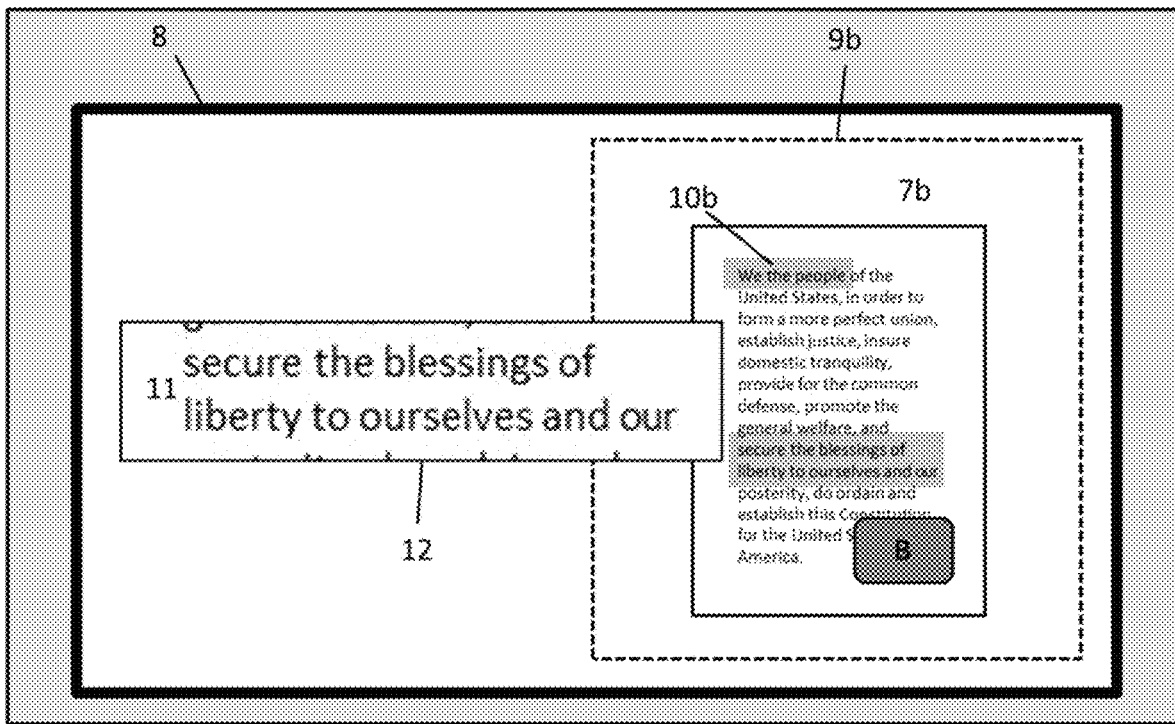 8
9b
10b
7b
We the people of the
United States, in order to
form a more perfect union,
establish justice, insure
domestic tranquility,
provide for the common
defense, promote the
general welfare, and
secure the blessings of
liberty to ourselves and our
posterity, do ordain and
establish this Constitution
for the United S
America.
B
11
secure the blessings of
liberty to ourselves and our
12